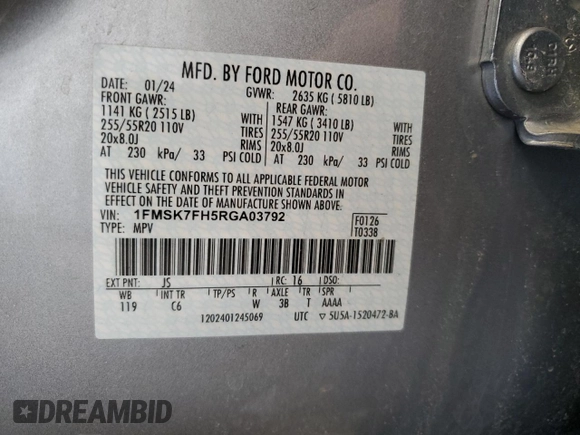 MFD. BY FORD MOTOR CO.
DATE: 01/24 GVWR: 2635 KG (5810 LB)
FRONT GAWR: REAR GAWR:
1141 KG (2515 LB) WITH 1547 KG (3410 LB) WITH
255/55R20 110V TIRES 255/55R20 110V TIRES
20x8.0J RIMS 20x8.0J RIMS
AT 230 kPa/ 33 PSI COLD AT 230 kPa/ 33 PSI COLD
THIS VEHICLE CONFORMS TO ALL APPLICABLE FEDERAL MOTOR
VEHICLE SAFETY AND THEFT PREVENTION STANDARDS IN
EFFECT ON THE DATE OF MANUFACTURE SHOWN ABOVE.
VIN: 1FMSK7FH5RGA03792 F0126
TYPE: MPV T0338
EXT PNT: JS RC: 16 DSO:
WB INT TR TP/PS R AXLE TR SPR
119 C6 W 3B T AAAA
1202401245069 UTC ▽ 5U5A-1520472-BA
DREAMBID